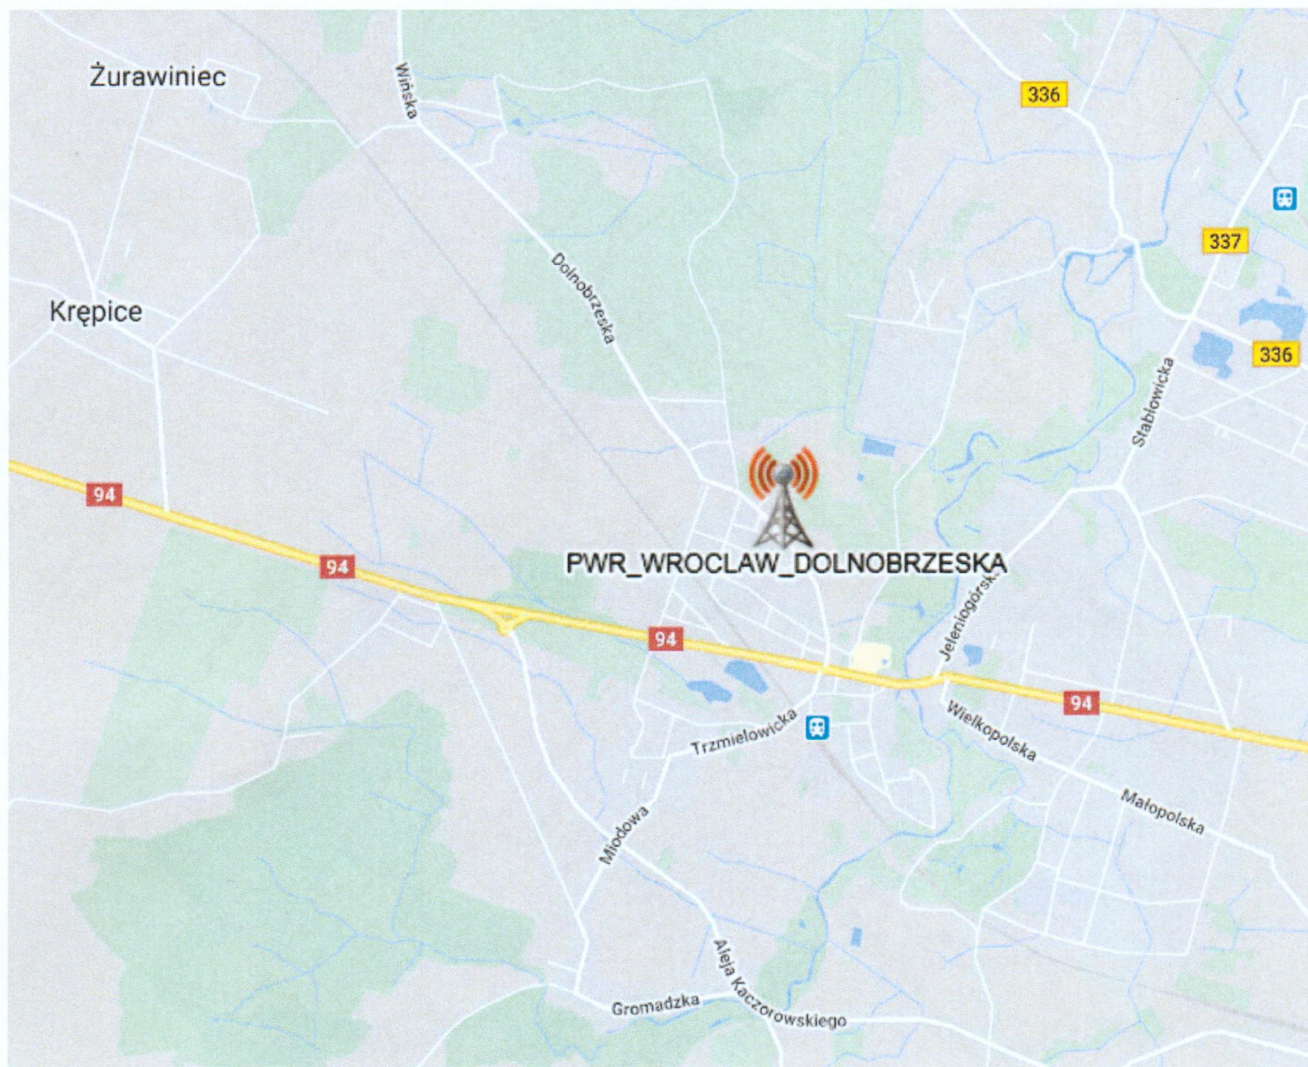 Żurawiniec
Wińska
336
337
Dolnobrzeska
Krępice
336
Stabłowicka
94
PWR_WROCLAW_DOLNOBRZESKA
94
Jeleniogórska
94
94
Wielkopolska
Trzmielowicka
Małopolska
Miodowa
Aleja Kaczorowskiego
Gromadzka